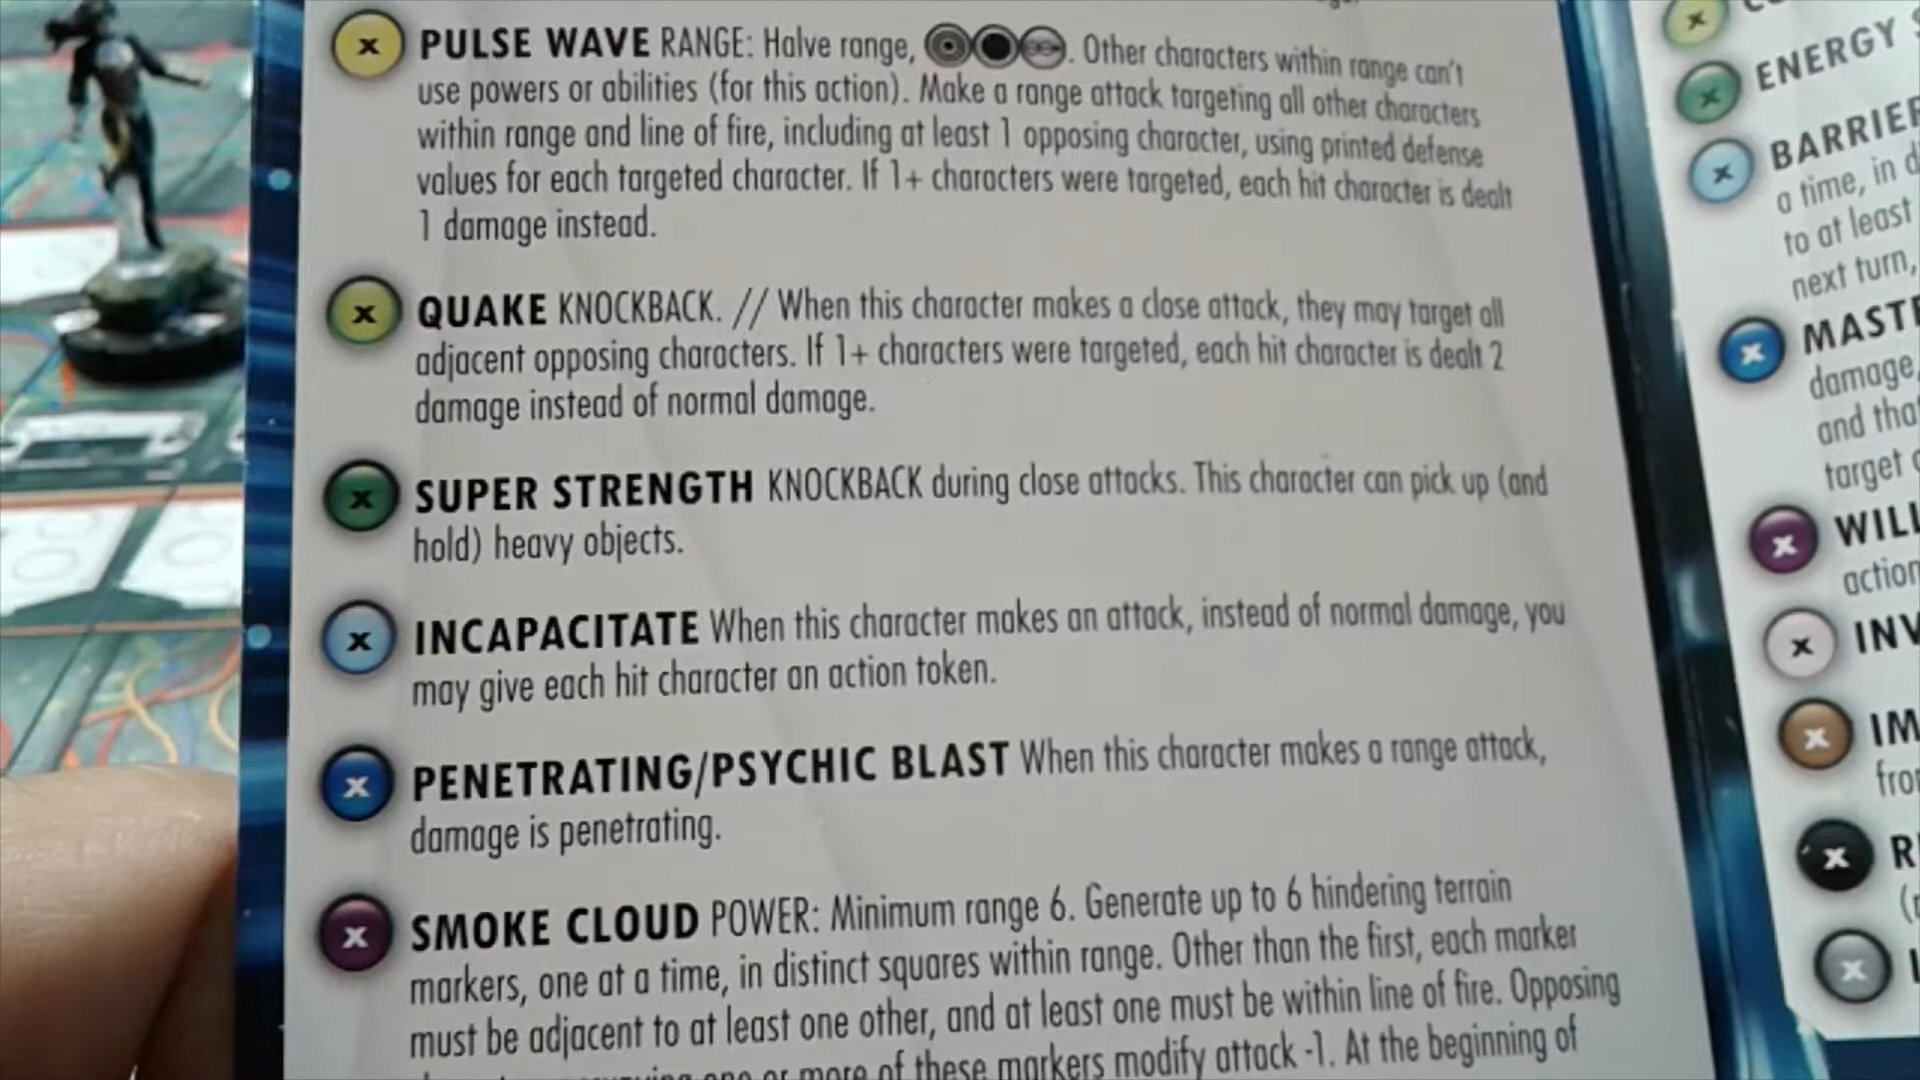 x PULSE WAVE RANGE: Halve range, . Other characters within range can't
use powers or abilities (for this action). Make a range attack targeting all other characters
within range and line of fire, including at least 1 opposing character, using printed defense
values for each targeted character. If 1+ characters were targeted, each hit character is dealt
1 damage instead.
x QUAKE KNOCKBACK. // When this character makes a close attack, they may target all
adjacent opposing characters. If 1+ characters were targeted, each hit character is dealt 2
damage instead of normal damage.
x SUPER STRENGTH KNOCKBACK during close attacks. This character can pick up (and
hold) heavy objects.
x INCAPACITATE When this character makes an attack, instead of normal damage, you
may give each hit character an action token.
x PENETRATING/PSYCHIC BLAST When this character makes a range attack,
damage is penetrating.
x SMOKE CLOUD POWER: Minimum range 6. Generate up to 6 hindering terrain
markers, one at a time, in distinct squares within range. Other than the first, each marker
must be adjacent to at least one other, and at least one must be within line of fire. Opposing
one or more of these markers modify attack -1. At the beginning of
x
x ENERGY
x BARRIER
a time, in d
to at least
next turn,
x MASTE
damage,
and that
target
x WILL
action
x INV
x IM
fro
x R
x